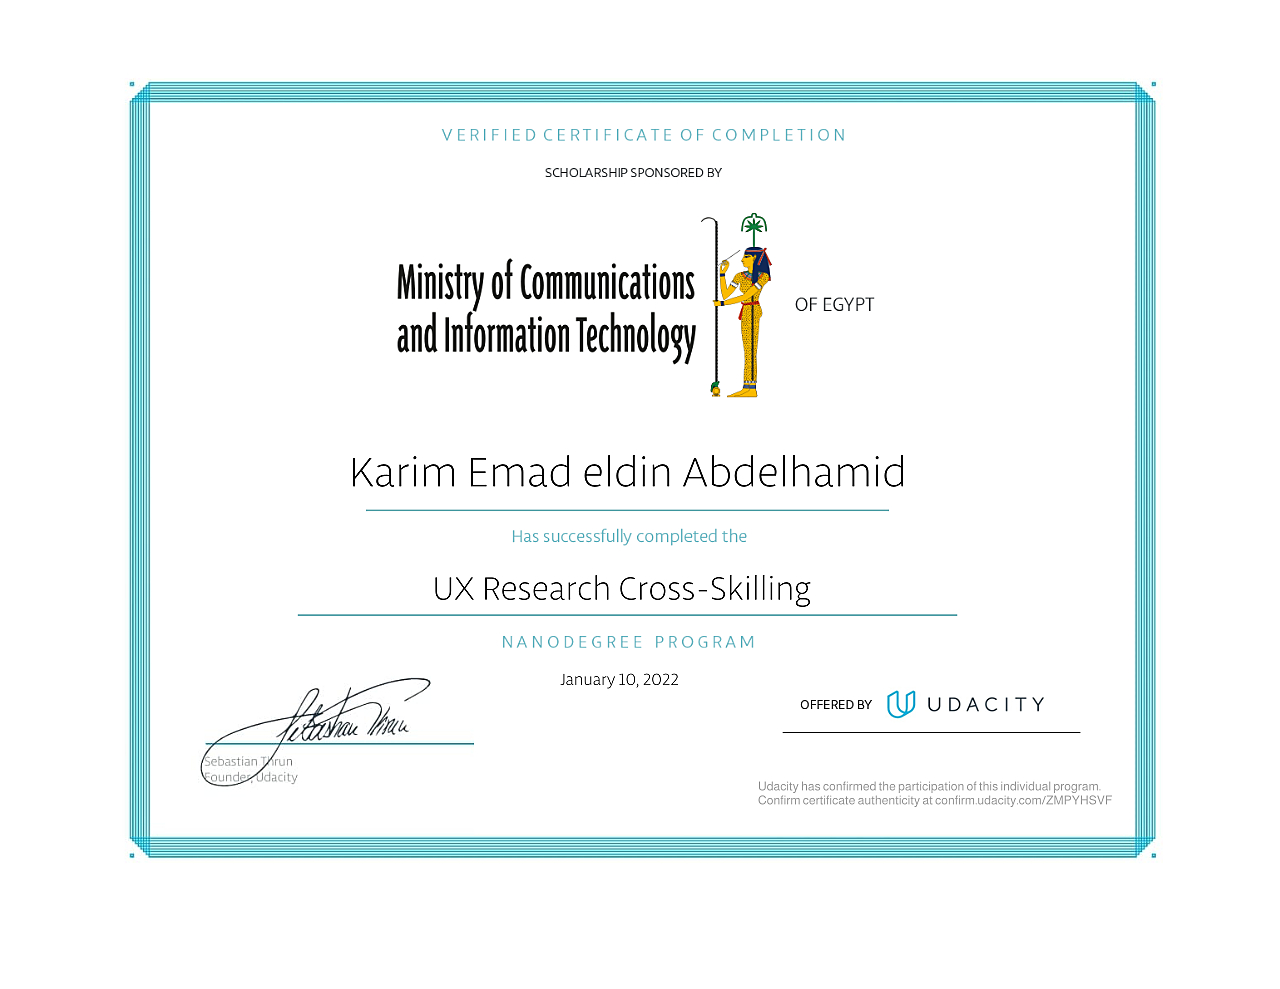 VERIFIED CERTIFICATE OF COMPLETION
SCHOLARSHIP SPONSORED BY
Ministry of Communications
and Information Technology
OF EGYPT
Karim Emad eldin Abdelhamid
Has successfully completed the
UX Research Cross-Skilling
NANODEGREE PROGRAM
January 10, 2022
Sebastian Thrun
Sebastian Thrun
Founder, Udacity
OFFERED BY UDACITY
Udacity has confirmed the participation of this individual program.
Confirm certificate authenticity at confirm.udacity.com/ZMPYHSVF